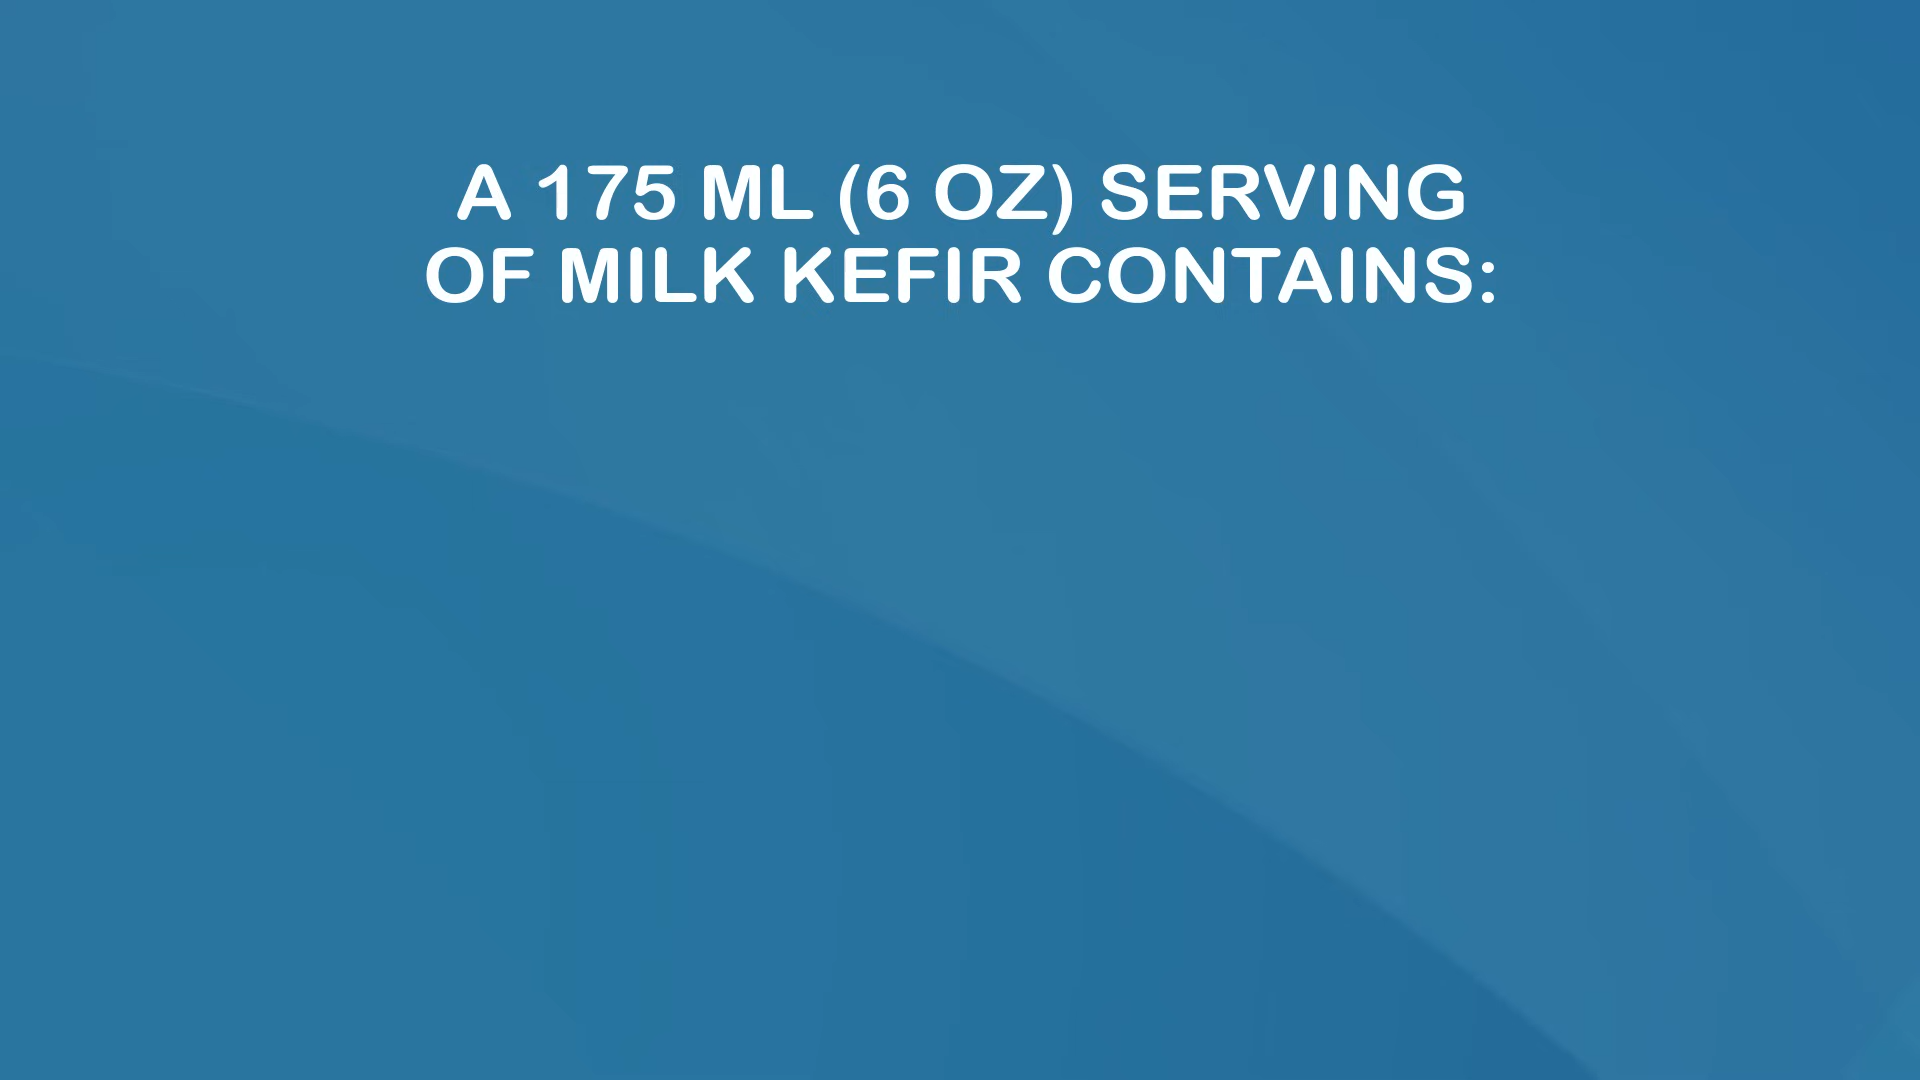 A 175 ML (6 OZ) SERVING
OF MILK KEFIR CONTAINS: